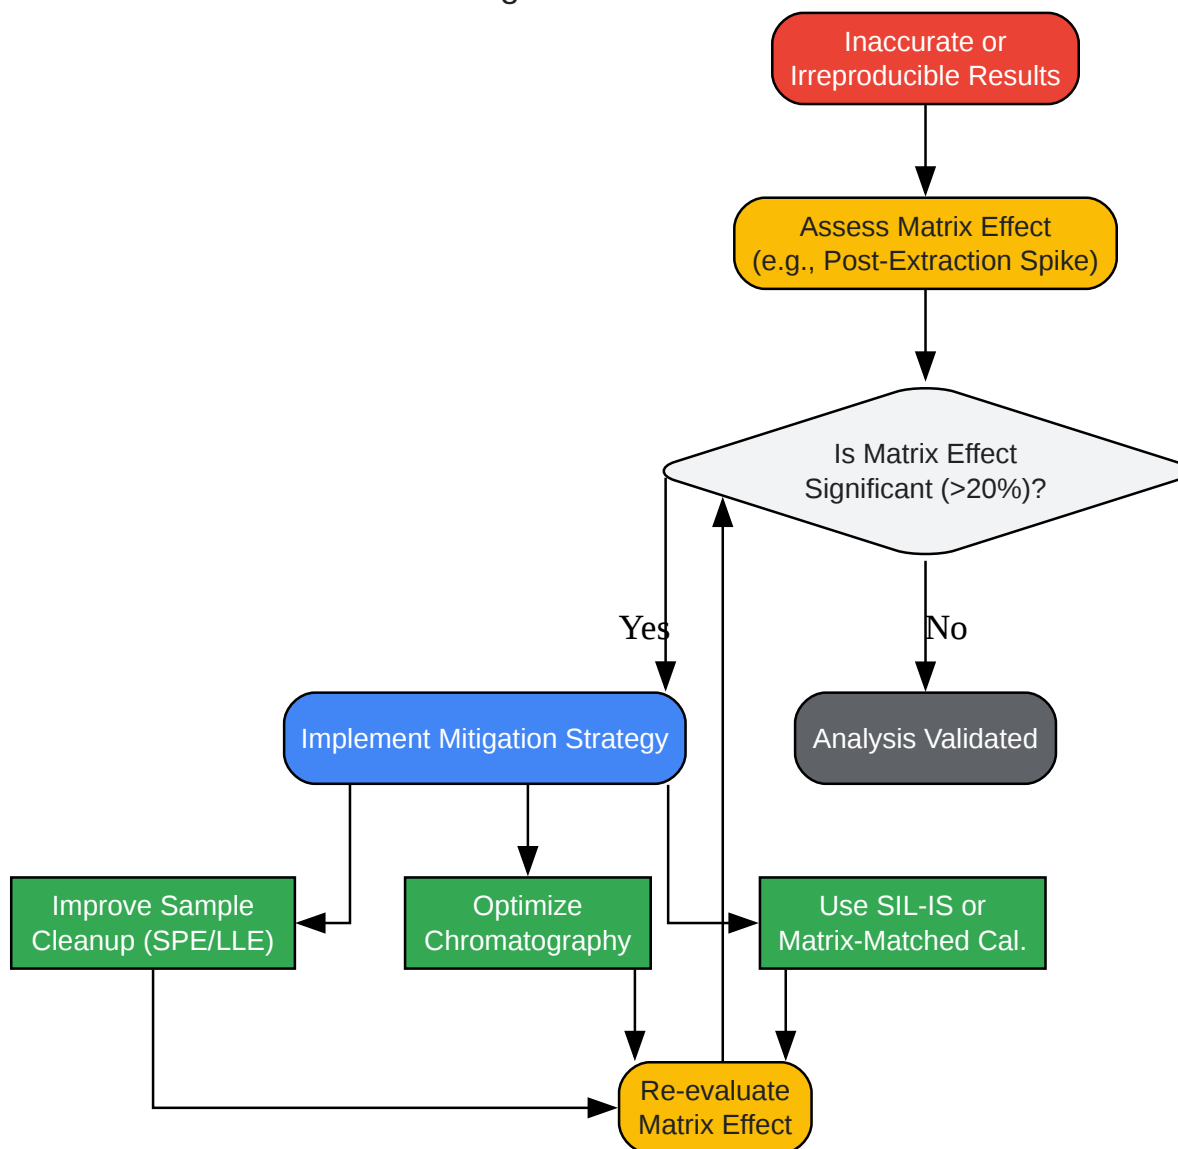 Inaccurate or
Irreproducible Results
Assess Matrix Effect
(e.g., Post-Extraction Spike)
Is Matrix Effect
Significant (>20%)?
Yes
No
Implement Mitigation Strategy
Analysis Validated
Improve Sample
Cleanup (SPE/LLE)
Optimize
Chromatography
Use SIL-IS or
Matrix-Matched Cal.
Re-evaluate
Matrix Effect